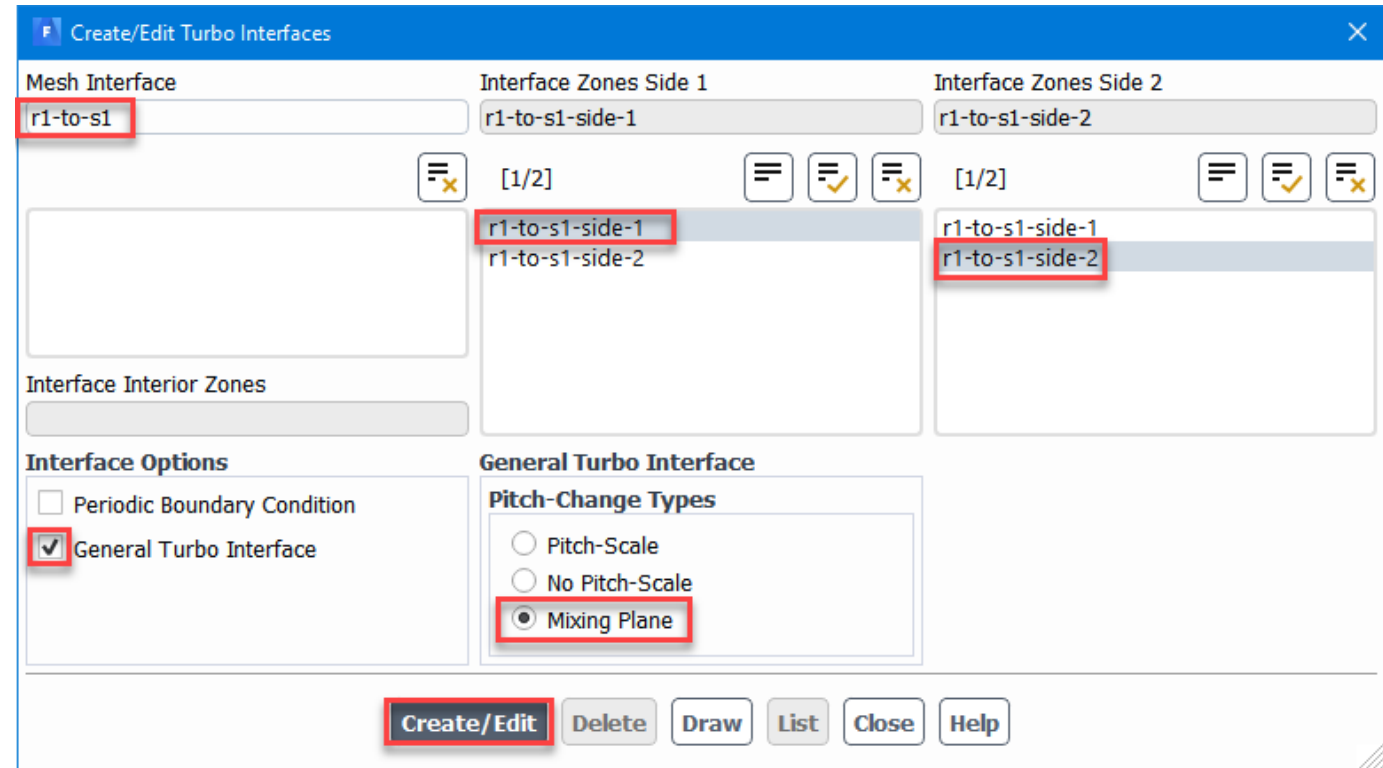 F Create/Edit Turbo Interfaces
Mesh Interface
r1-to-s1
Interface Zones Side 1
r1-to-s1-side-1
Interface Zones Side 2
r1-to-s1-side-2
[1/2]
r1-to-s1-side-1
r1-to-s1-side-2
[1/2]
r1-to-s1-side-1
r1-to-s1-side-2
Interface Interior Zones
Interface Options
Periodic Boundary Condition
General Turbo Interface
General Turbo Interface
Pitch-Change Types
Pitch-Scale
No Pitch-Scale
Mixing Plane
Create/Edit Delete Draw List Close Help